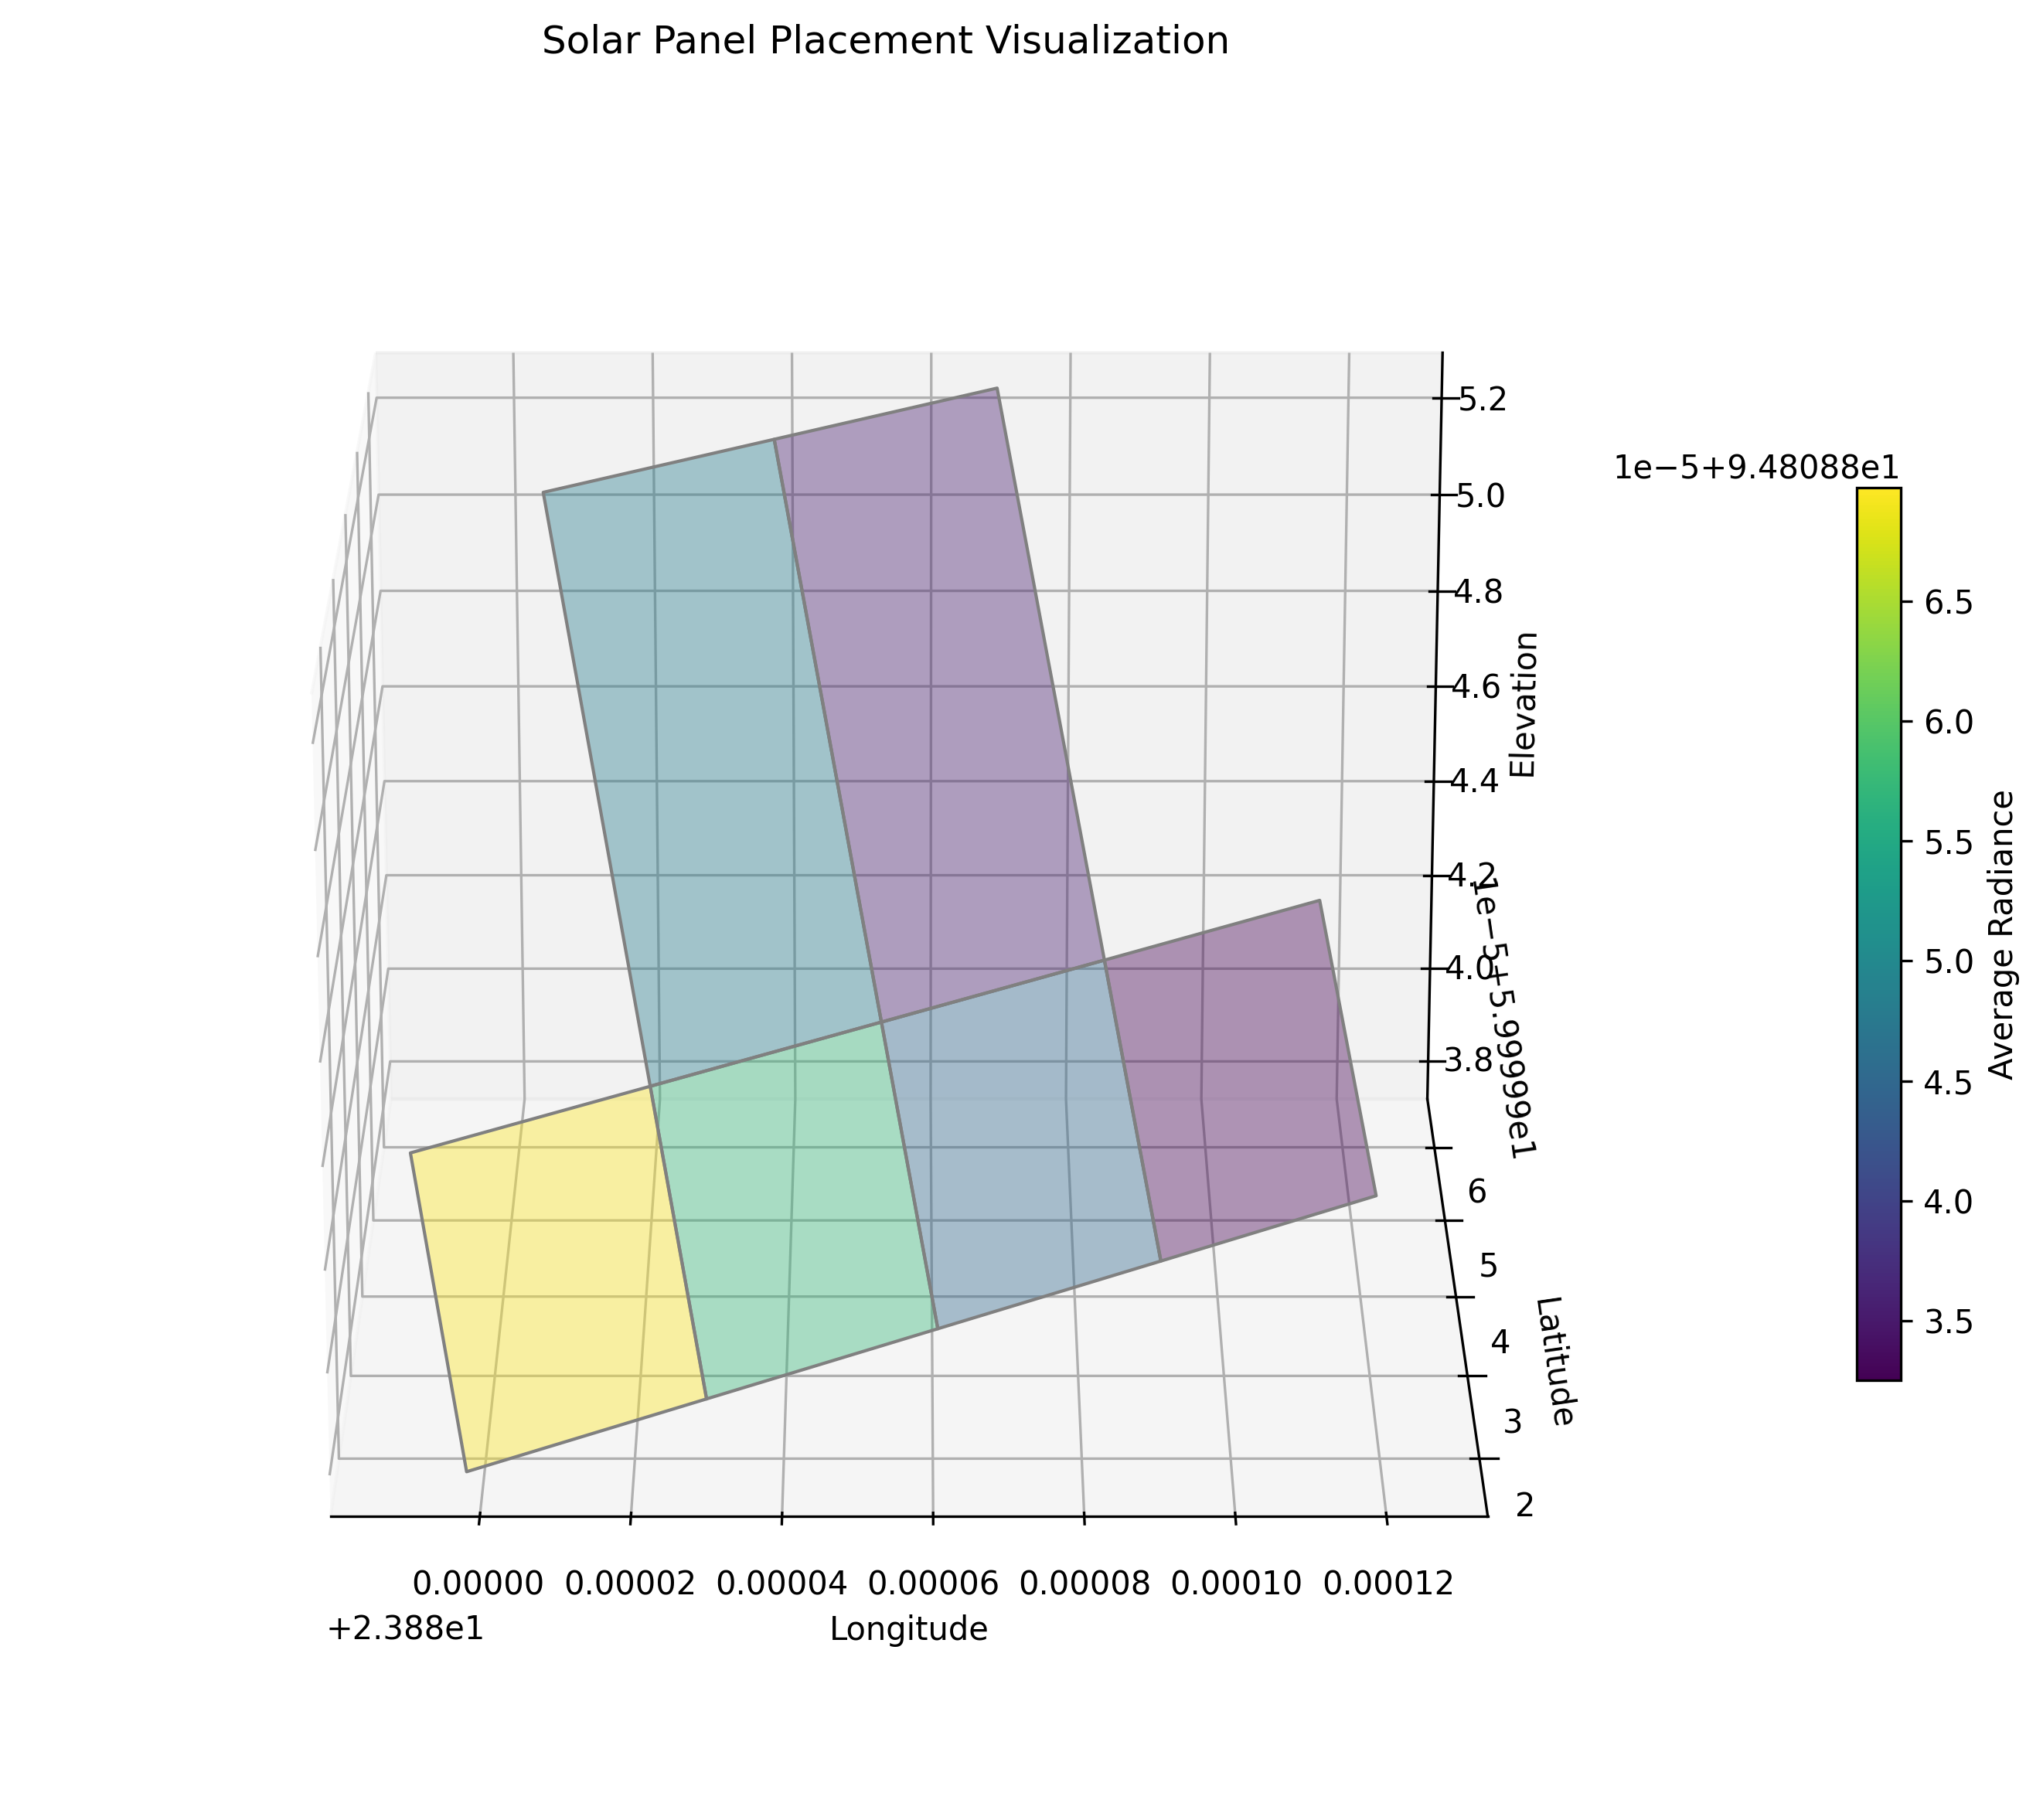 Solar Panel Placement Visualization
5.2
5.0
4.8
4.6
4.4
4.2
4.0
3.8
Elevation
1e−5+5.99999e1
6
5
4
3
2
Latitude
0.00000 0.00002 0.00004 0.00006 0.00008 0.00010 0.00012
+2.388e1
Longitude
1e−5+9.48088e1
6.5
6.0
5.5
5.0
4.5
4.0
3.5
Average Radiance